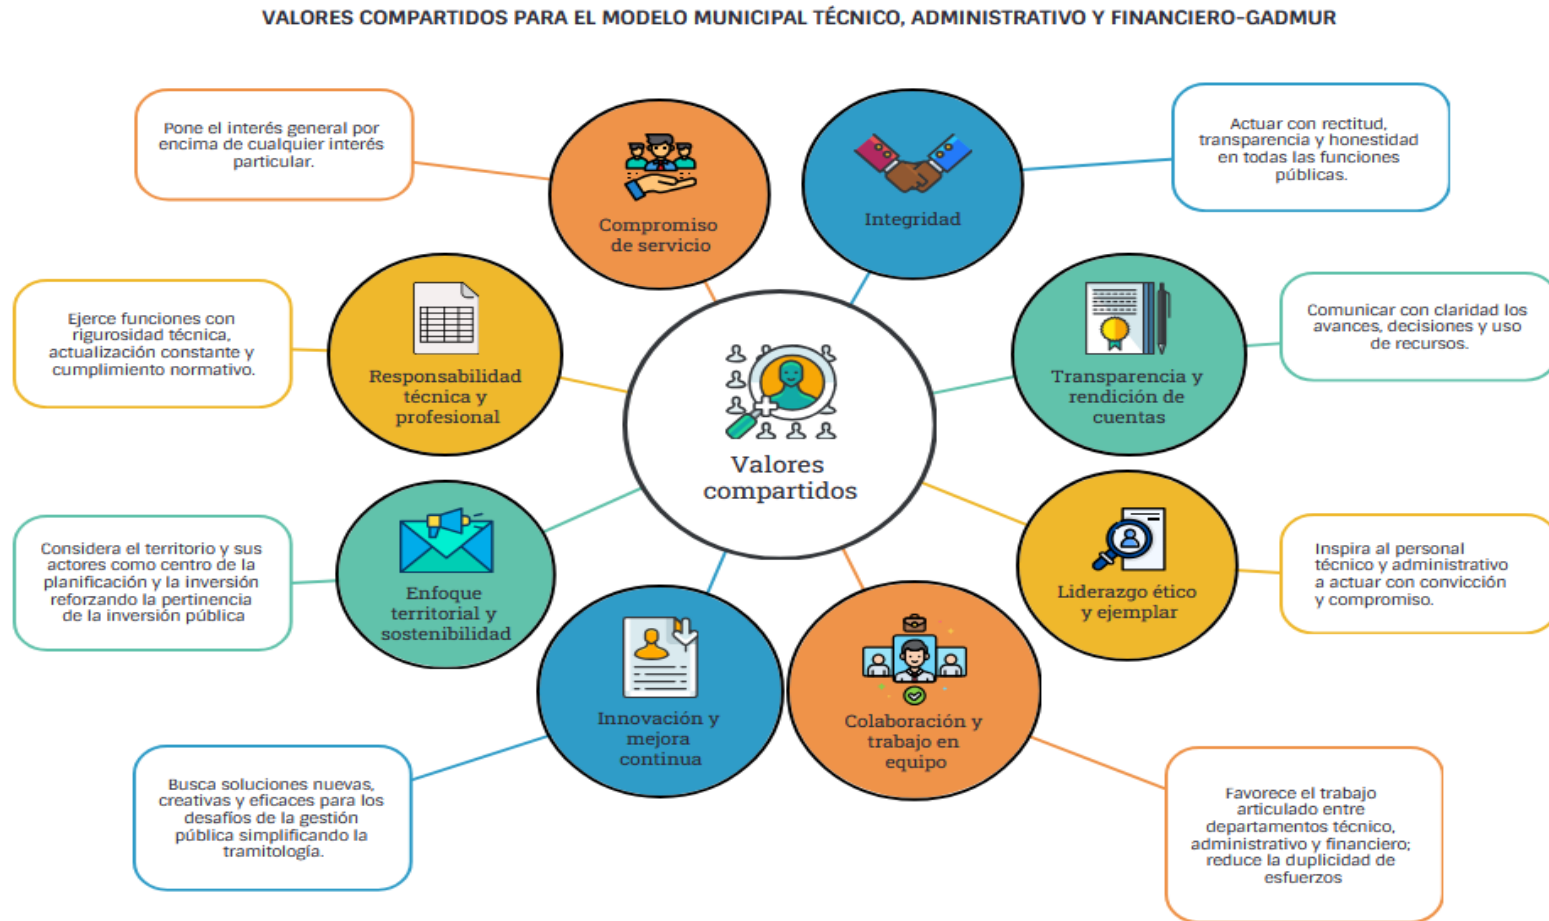 VALORES COMPARTIDOS PARA EL MODELO MUNICIPAL TÉCNICO, ADMINISTRATIVO Y FINANCIERO-GADMUR
Pone el interés general por
encima de cualquier interés
particular.
Compromiso
de servicio
Integridad
Actuar con rectitud,
transparencia y honestidad
en todas las funciones
públicas.
Ejerce funciones con
rigurosidad técnica,
actualización constante y
cumplimiento normativo.
Responsabilidad
técnica y
profesional
Transparencia y
rendición de
cuentas
Comunicar con claridad los
avances, decisiones y uso
de recursos.
Valores
compartidos
Considera el territorio y sus
actores como centro de la
planificación y la inversión
reforzando la pertinencia
de la inversión pública
Enfoque
territorial y
sostenibilidad
Liderazgo ético
y ejemplar
Inspira al personal
técnico y administrativo
a actuar con convicción
y compromiso.
Innovación y
mejora
continua
Colaboración y
trabajo en
equipo
Busca soluciones nuevas,
creativas y eficaces para los
desafíos de la gestión
pública simplificando la
tramitología.
Favorece el trabajo
articulado entre
departamentos técnico,
administrativo y financiero;
reduce la duplicidad de
esfuerzos